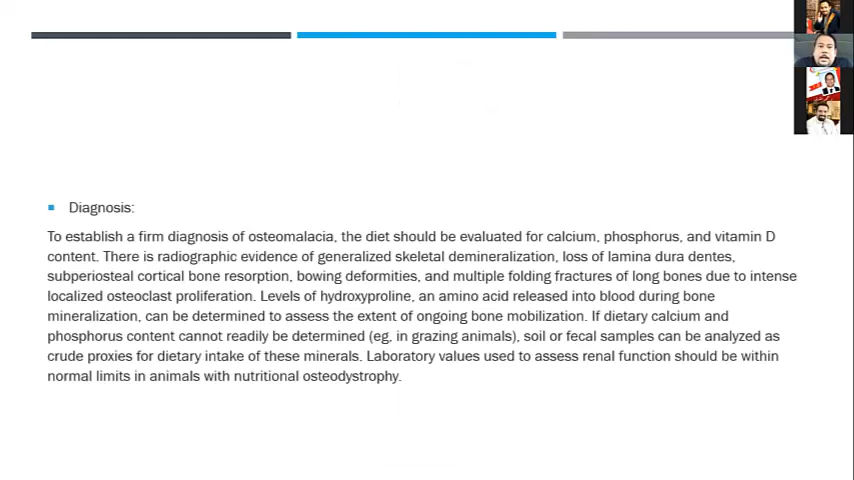 Diagnosis:
To establish a firm diagnosis of osteomalacia, the diet should be evaluated for calcium, phosphorus, and vitamin D
content. There is radiographic evidence of generalized skeletal demineralization, loss of lamina dura dentes,
subperiosteal cortical bone resorption, bowing deformities, and multiple folding fractures of long bones due to intense
localized osteoclast proliferation. Levels of hydroxyproline, an amino acid released into blood during bone
mineralization, can be determined to assess the extent of ongoing bone mobilization. If dietary calcium and
phosphorus content cannot readily be determined (eg, in grazing animals), soil or fecal samples can be analyzed as
crude proxies for dietary intake of these minerals. Laboratory values used to assess renal function should be within
normal limits in animals with nutritional osteodystrophy.